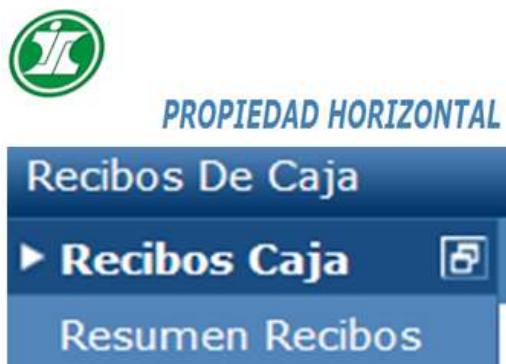 PROPIEDAD HORIZONTAL
Recibos De Caja
Recibos Caja
Resumen Recibos